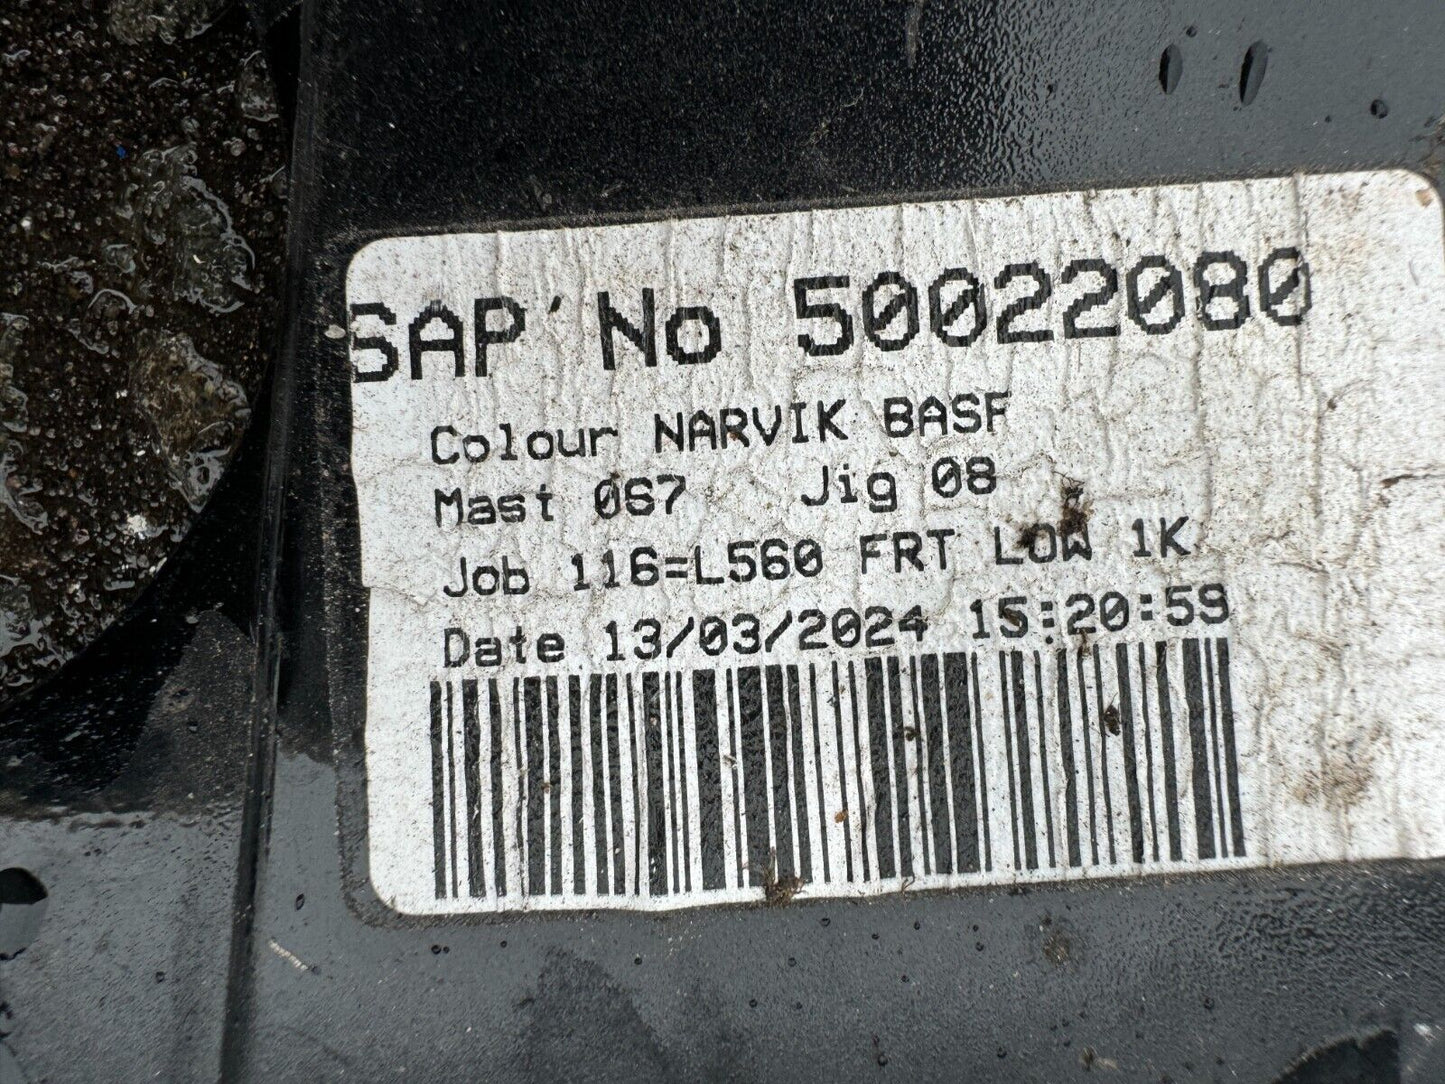 SAP'No 50022080
Colour NARVIK BASF
Mast 067 Jig 08
Job 116=L560 FRT LOW 1K
Date 13/03/2024 15:20:59